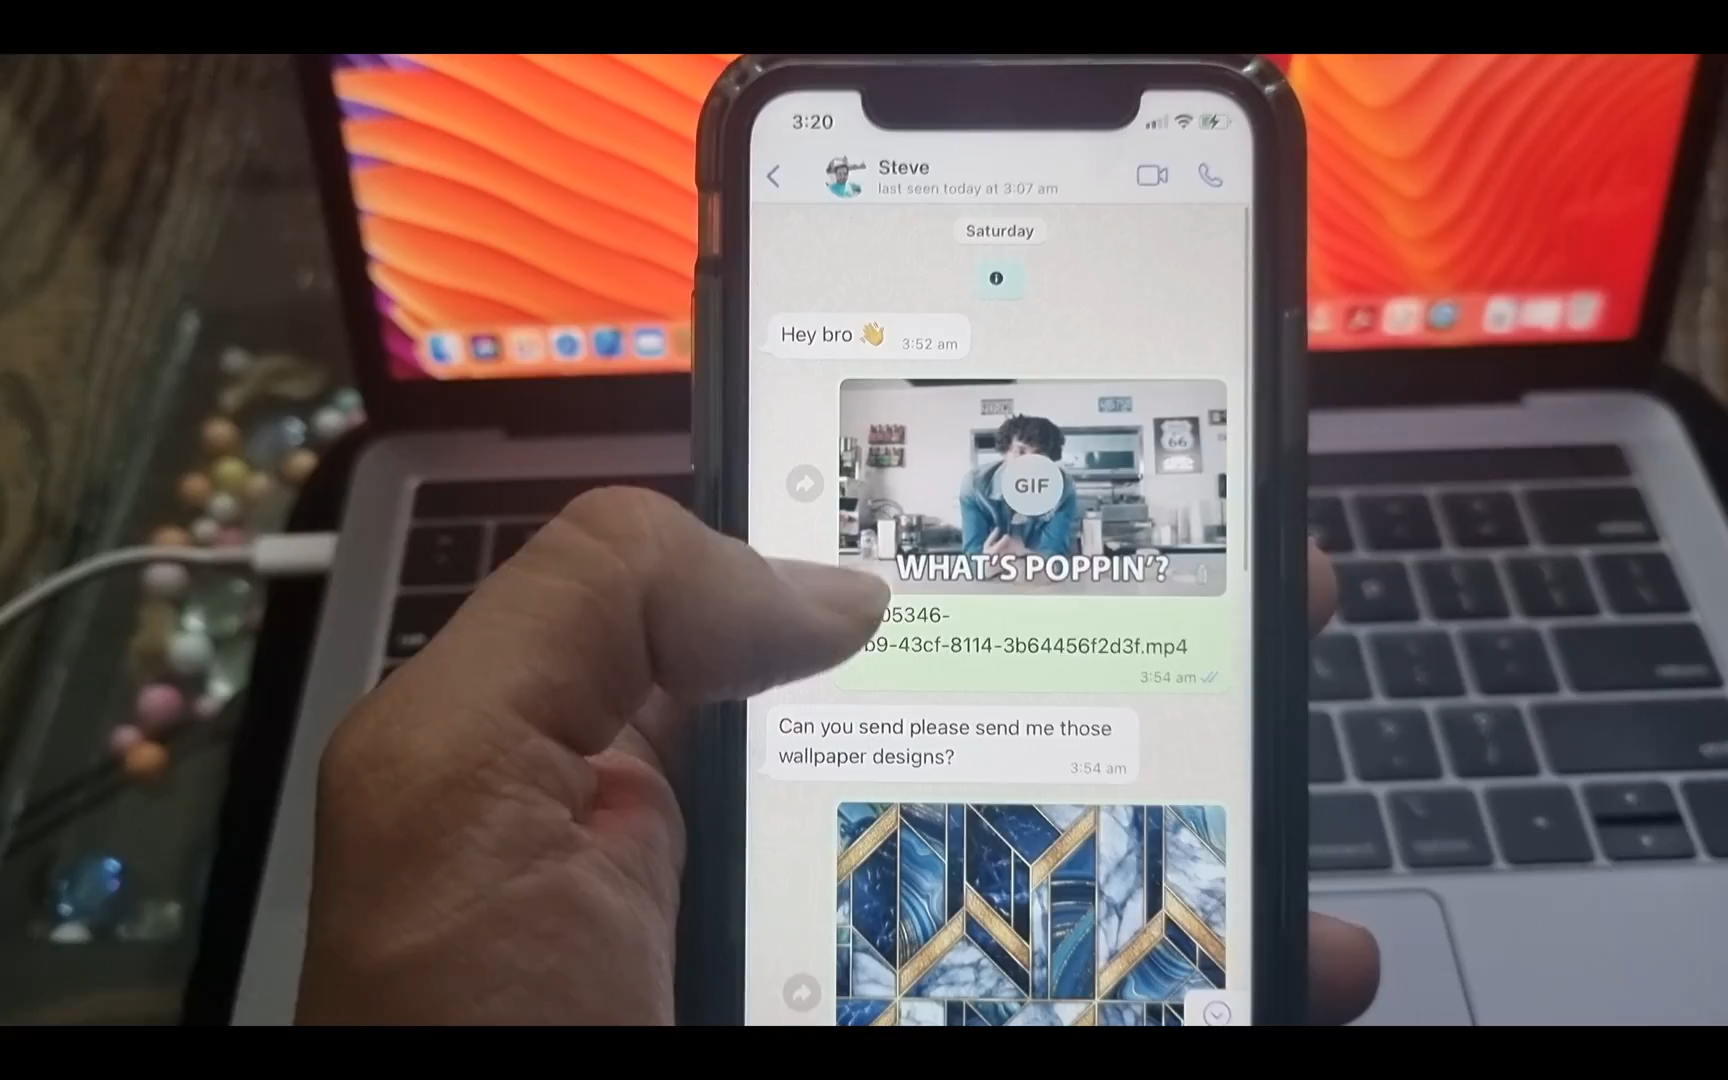 3:20
Steve
last seen today at 3:07 am
Saturday
Hey bro 👋 3:52 am
66
GIF
WHAT'S POPPIN'?
05346-
b9-43cf-8114-3b64456f2d3f.mp4
3:54 am
Can you send please send me those
wallpaper designs?
3:54 am